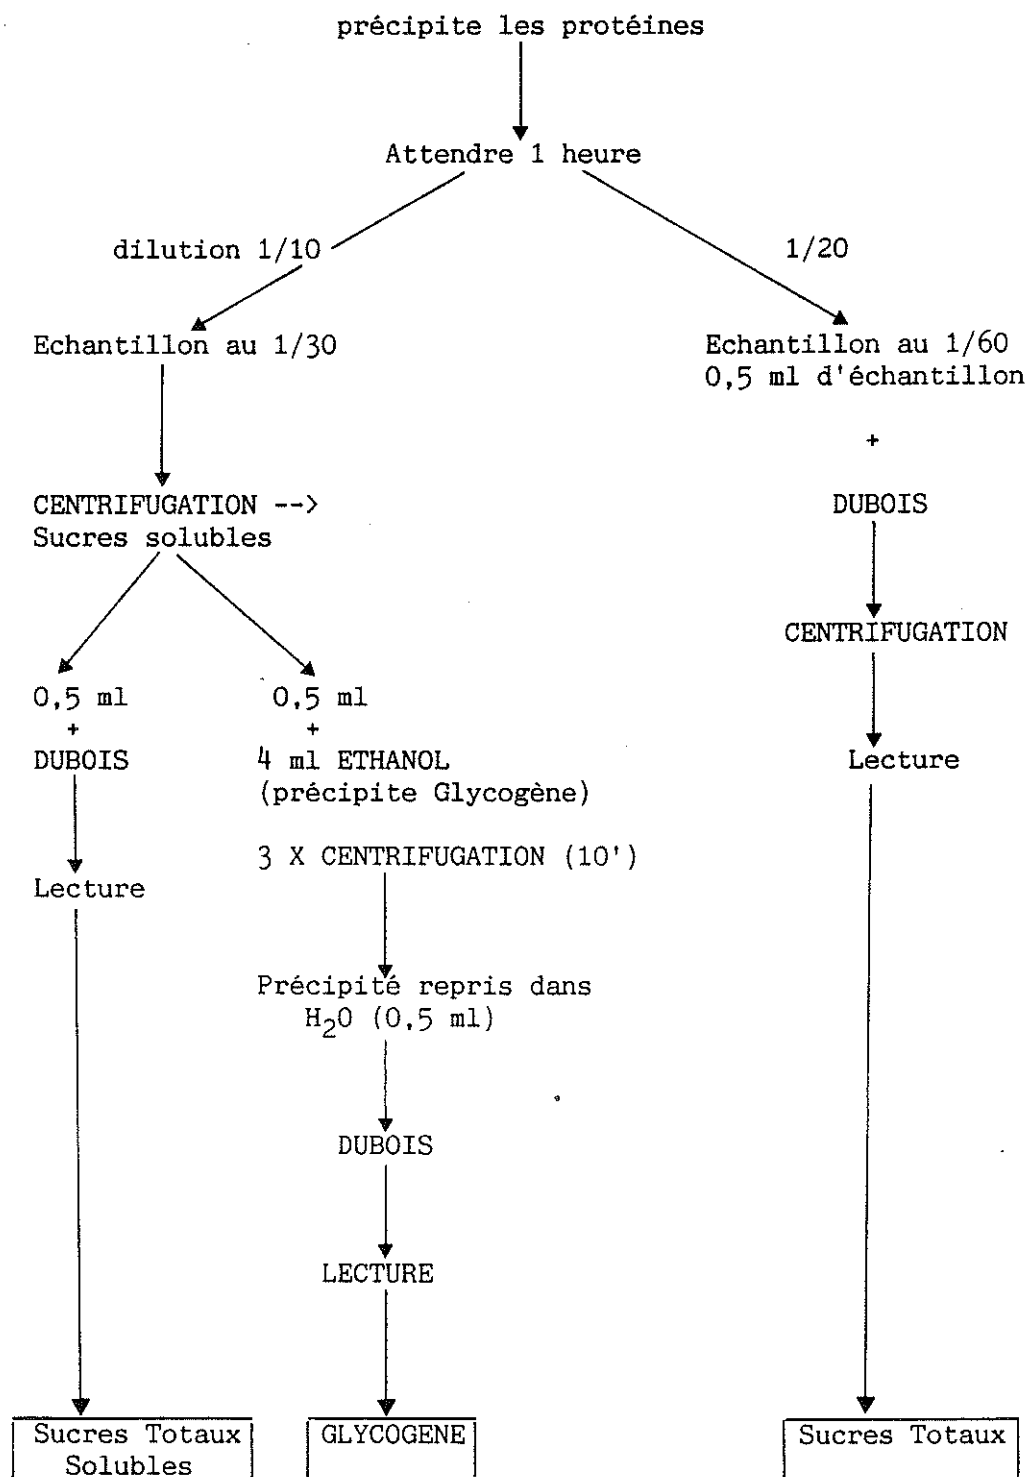 précipite les protéines
Attendre 1 heure
dilution 1/10
1/20
Echantillon au 1/30
Echantillon au 1/60
0,5 ml d'échantillon
+
CENTRIFUGATION -->
Sucres solubles
DUBOIS
CENTRIFUGATION
0,5 ml
+
DUBOIS
0,5 ml
+
4 ml ETHANOL
(précipite Glycogène)
Lecture
3 X CENTRIFUGATION (10')
Lecture
Précipité repris dans
H₂O (0,5 ml)
DUBOIS
LECTURE
Sucres Totaux
Solubles
GLYCOGENE
Sucres Totaux